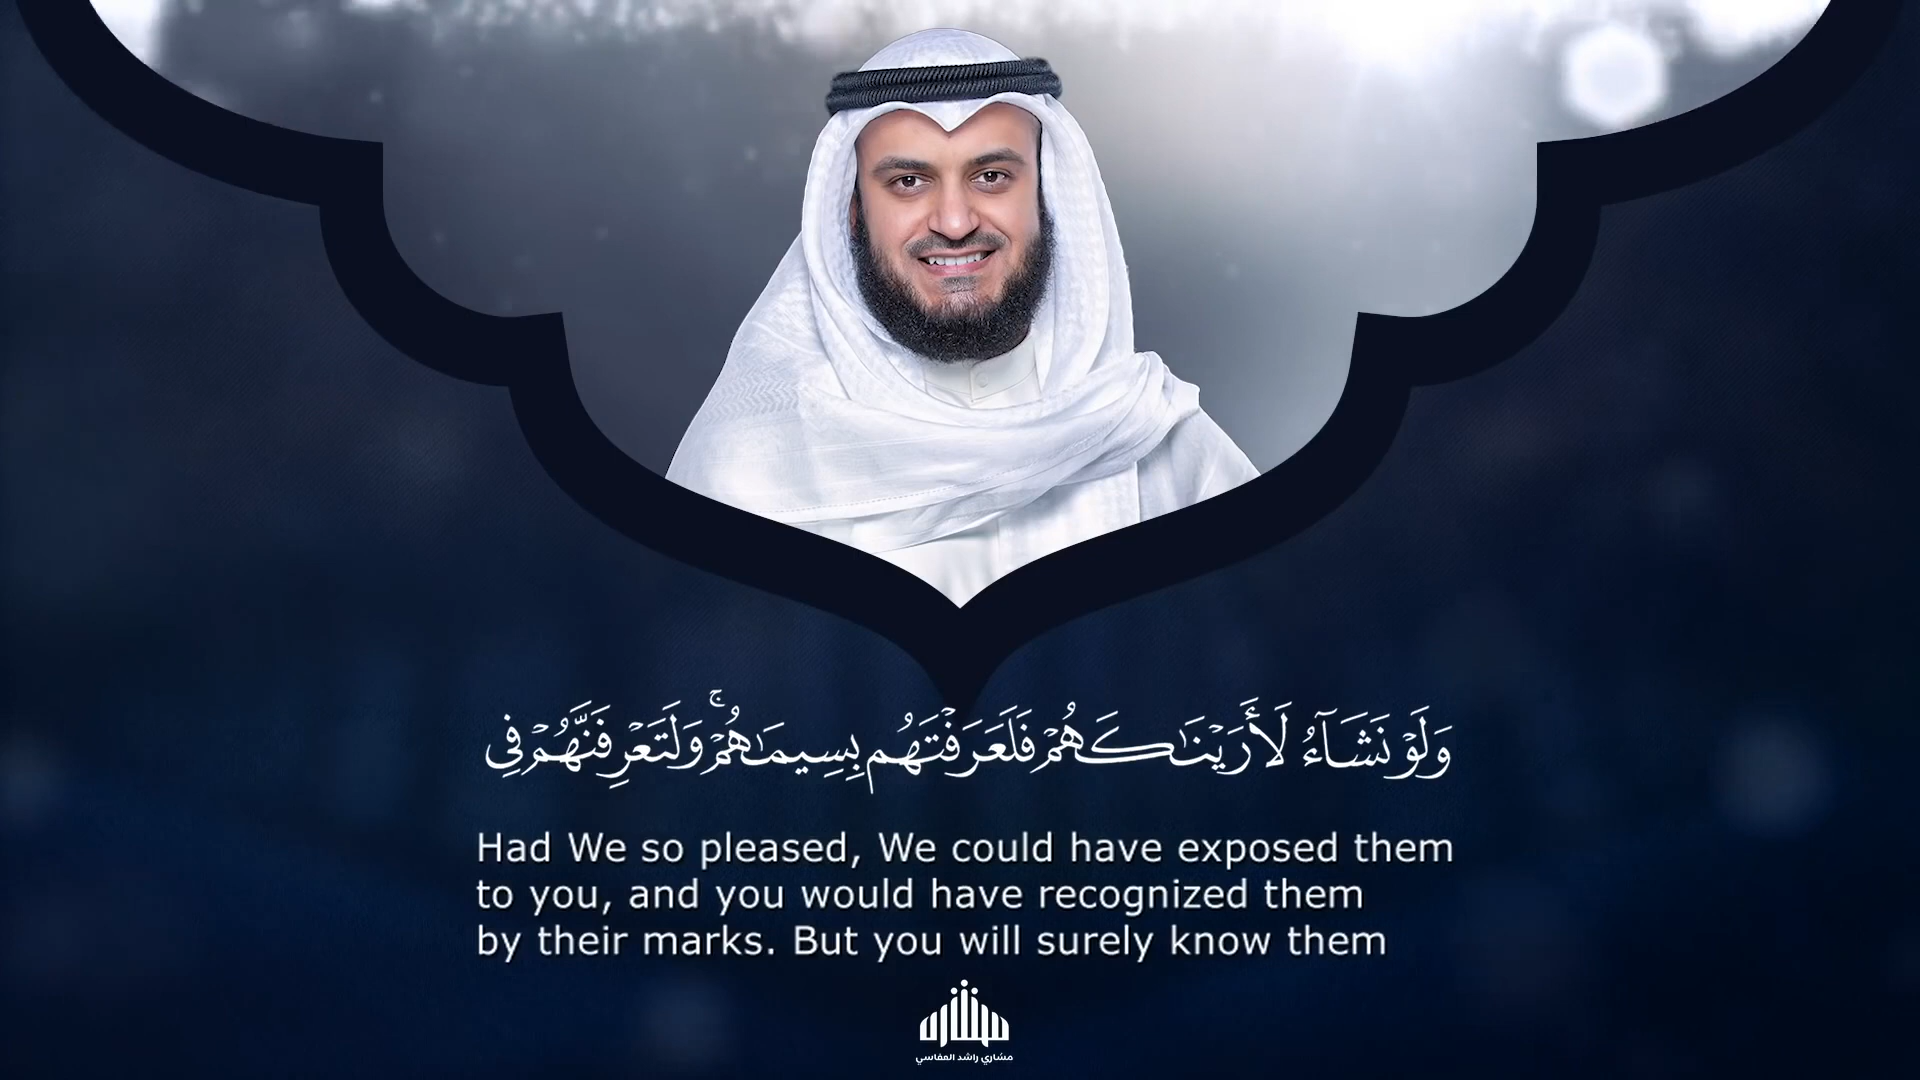 وَلَوْ نَشَآءُ لَأَرَيْنَٰكَهُمْ فَلَعَرَفْتَهُم بِسِيمَٰهُمْ ۚ وَلَتَعْرِفَنَّهُمْ فِى
Had We so pleased, We could have exposed them
to you, and you would have recognized them
by their marks. But you will surely know them
مشاري راشد العفاسي